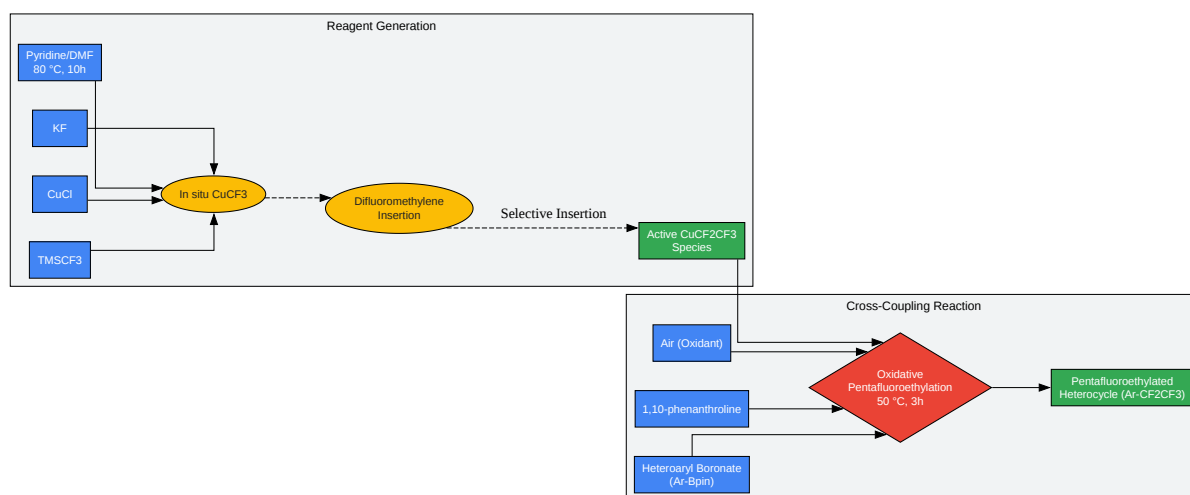 Reagent Generation
Pyridine/DMF
80 °C, 10h
KF
CuCl
In situ CuCF3
TMSCF3
Difluoromethylene
Insertion
Selective Insertion
Active CuCF2CF3
Species
Cross-Coupling Reaction
Air (Oxidant)
1,10-phenanthroline
Heteroaryl Boronate
(Ar-Bpin)
Oxidative
Pentafluoroethylation
50 °C, 3h
Pentafluoroethylated
Heterocycle (Ar-CF2CF3)